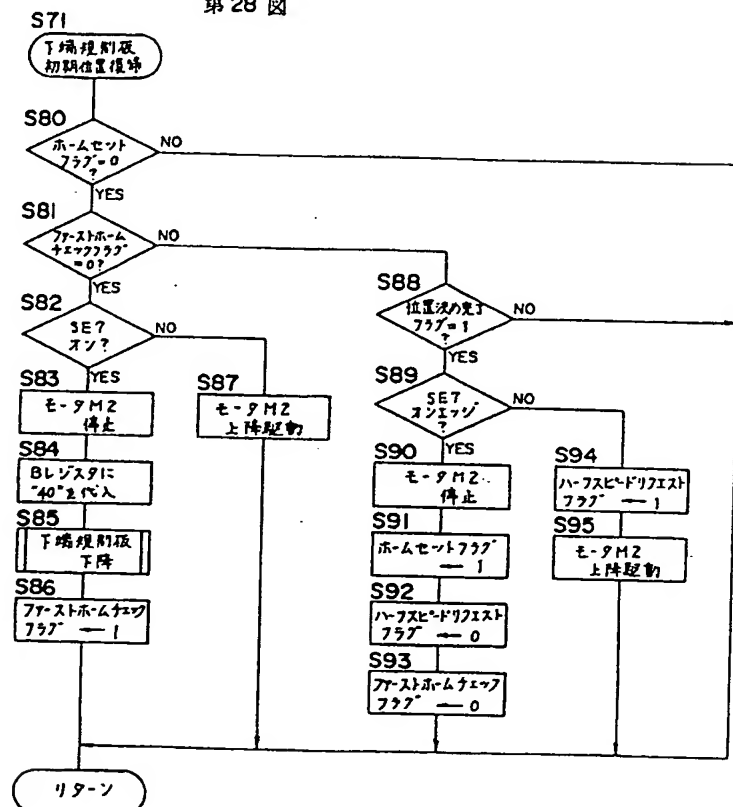 第28図
S71
下端規制板
初期位置復帰
S80
ホームセット
フラグ=0
?
NO
YES
S81
ファーストホーム
チェックフラグ
=0?
NO
YES
S82
SE7
オン?
NO
YES
S83
モータM2
停止
S84
Bレジスタに
"40"を代入
S85
下端規制板
下降
S86
ファーストホームチェック
フラグ ← 1
S87
モータM2
上昇駆動
S88
位置決め完了
フラグ=1
?
NO
YES
S89
SE7
オンエッジ
?
NO
YES
S90
モータM2
停止
S91
ホームセットフラグ
← 1
S92
ハーフスピードリクエスト
フラグ ← 0
S93
ファーストホームチェック
フラグ ← 0
S94
ハーフスピードリクエスト
フラグ ← 1
S95
モータM2
上昇駆動
リターン